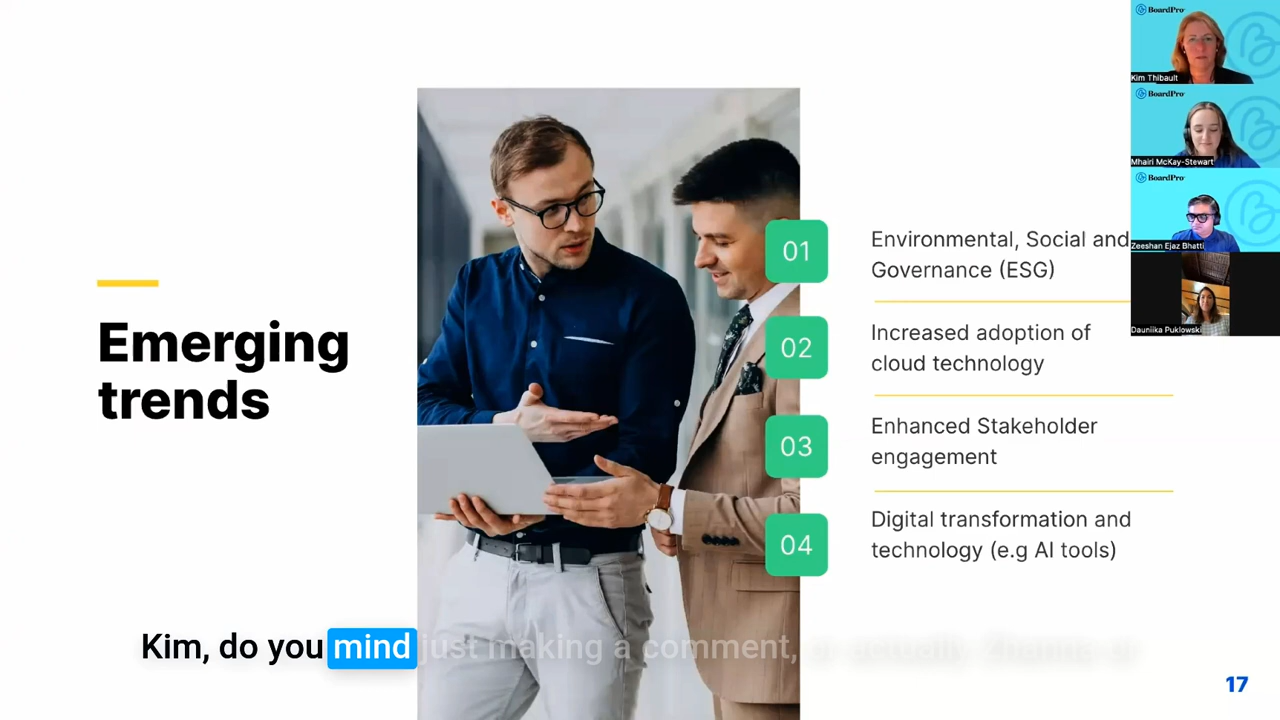 BoardPro
Kim Thibault
BoardPro
Mhairi McKay-Stewart
BoardPro
Zeeshan Ejaz Bhatti
Dauniika Puklowski
Emerging
trends
01
Environmental, Social and
Governance (ESG)
02
Increased adoption of
cloud technology
03
Enhanced Stakeholder
engagement
04
Digital transformation and
technology (e.g AI tools)
Kim, do you mind just making a comment,
17